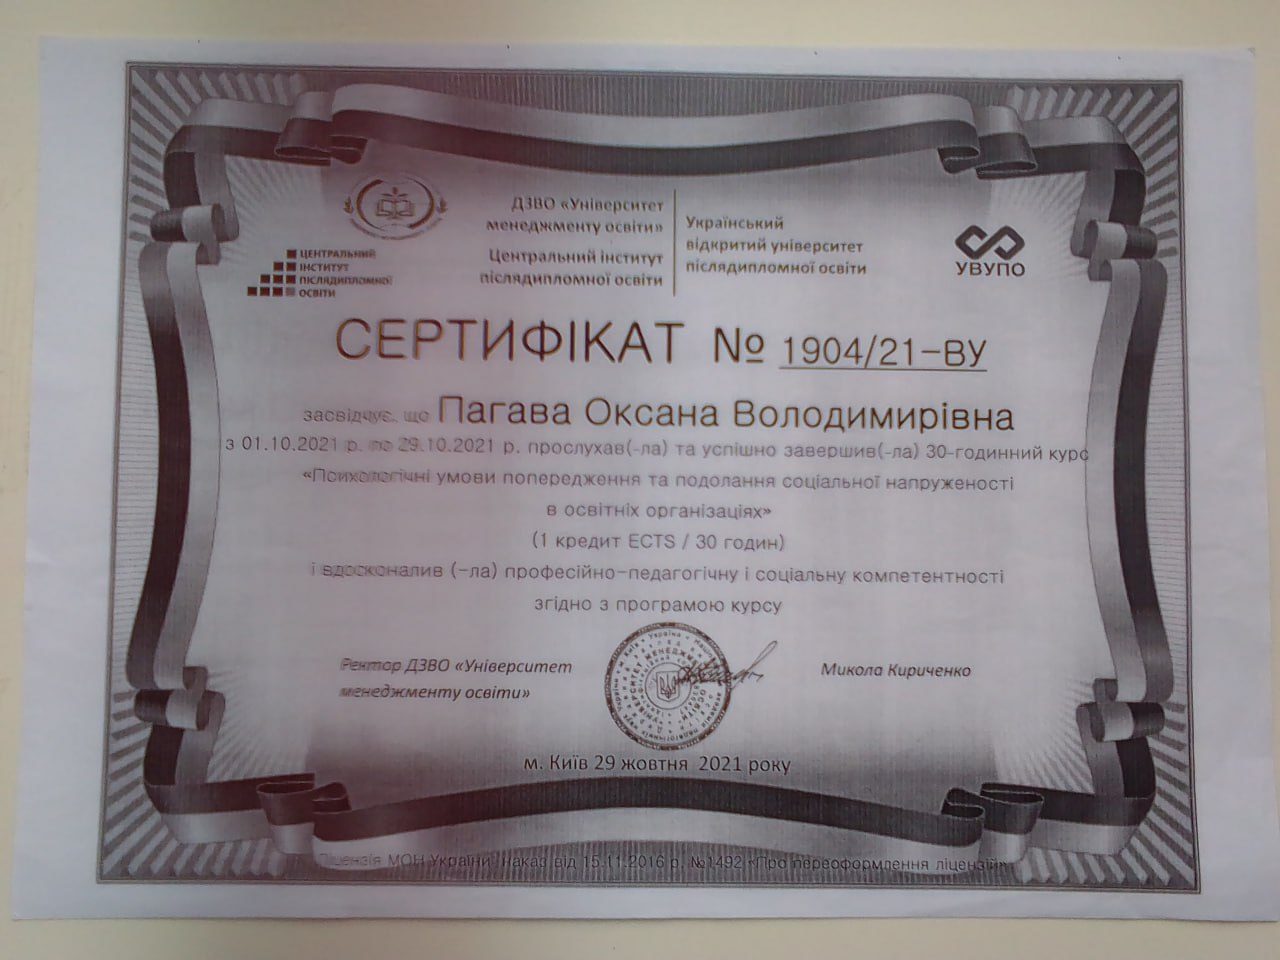 ДЗВО «Університет
менеджменту освіти»
Центральний інститут
післядипломної освіти
Український
відкритий університет
післядипломної освіти
УВУПО
ЦЕНТРАЛЬНИЙ
ІНСТИТУТ
ПІСЛЯДИПЛОМНОЇ
ОСВІТИ
СЕРТИФІКАТ № 1904/21-ВУ
засвідчує, що Пагава Оксана Володимирівна
з 01.10.2021 р. по 29.10.2021 р. прослухав(-ла) та успішно завершив(-ла) 30-годинний курс
«Психологічні умови попередження та подолання соціальної напруженості
в освітніх організаціях»
(1 кредит ECTS / 30 годин)
і вдосконалив (-ла) професійно-педагогічну і соціальну компетентності
згідно з програмою курсу
Ректор ДЗВО «Університет
менеджменту освіти»
Микола Кириченко
м. Київ 29 жовтня 2021 року
Ліцензія МОН України наказ від 15.11.2016 р. №1492 «Про переоформлення ліцензій»